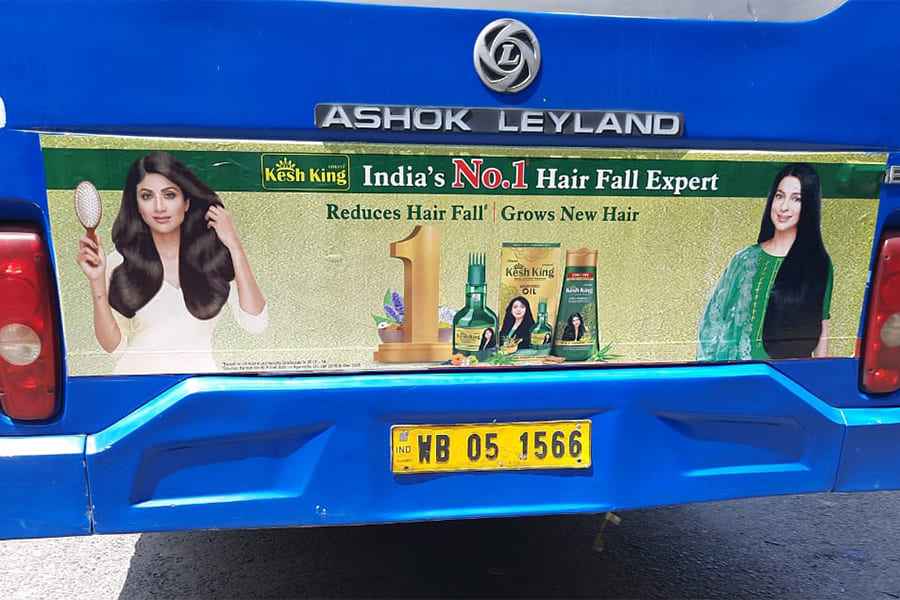 L
ASHOK LEYLAND
Kesh King India's No.1 Hair Fall Expert
Reduces Hair Fall# | Grows New Hair
1
Kesh King
OIL
Kesh King
IND WB 05 1566